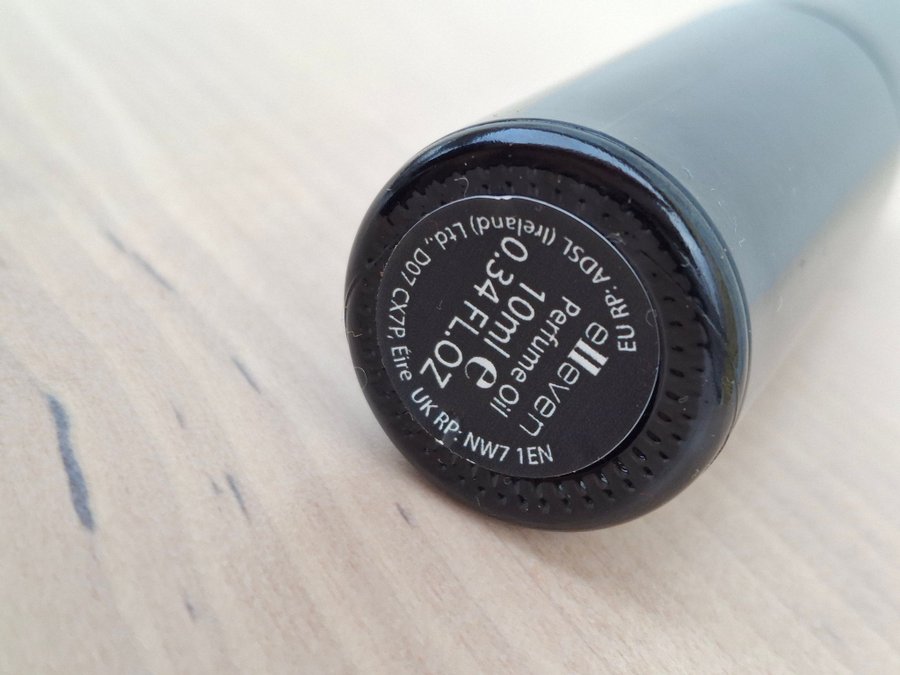 elleven
Perfume Oil
10ml e
0.34 FL.OZ
EU RP: ADSL (Ireland) Ltd., D07 CX7P, Éire
UK RP: NW7 1EN